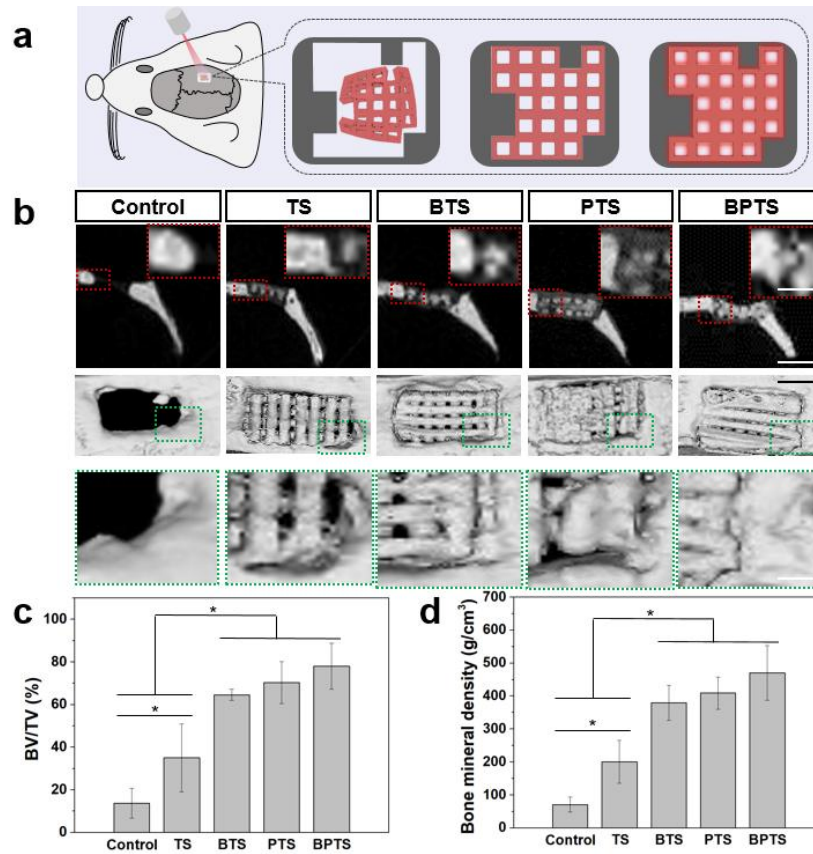 a
b
Control TS BTS PTS BPTS
c
100
80
60
40
20
0
BV/TV (%)
*
*
Control TS BTS PTS BPTS
d
700
600
500
400
300
200
100
0
Bone mineral density (g/cm³)
*
*
Control TS BTS PTS BPTS